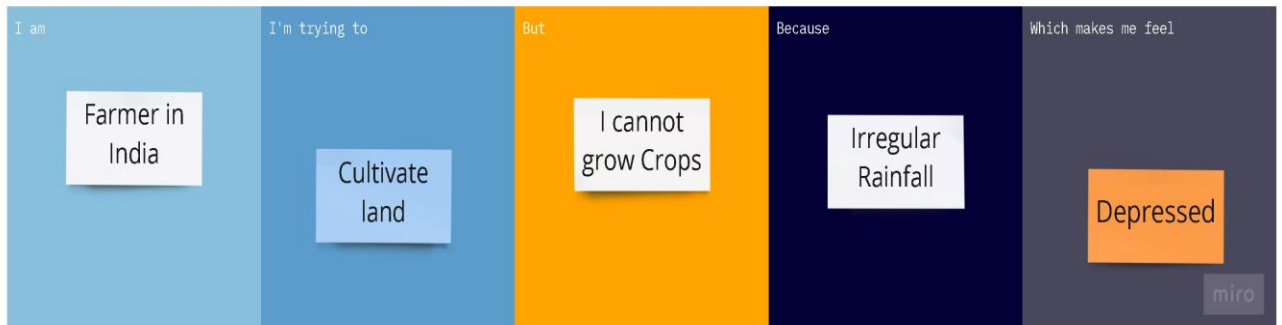 I am
Farmer in
India
I'm trying to
Cultivate
land
But
I cannot
grow Crops
Because
Irregular
Rainfall
Which makes me feel
Depressed
miro